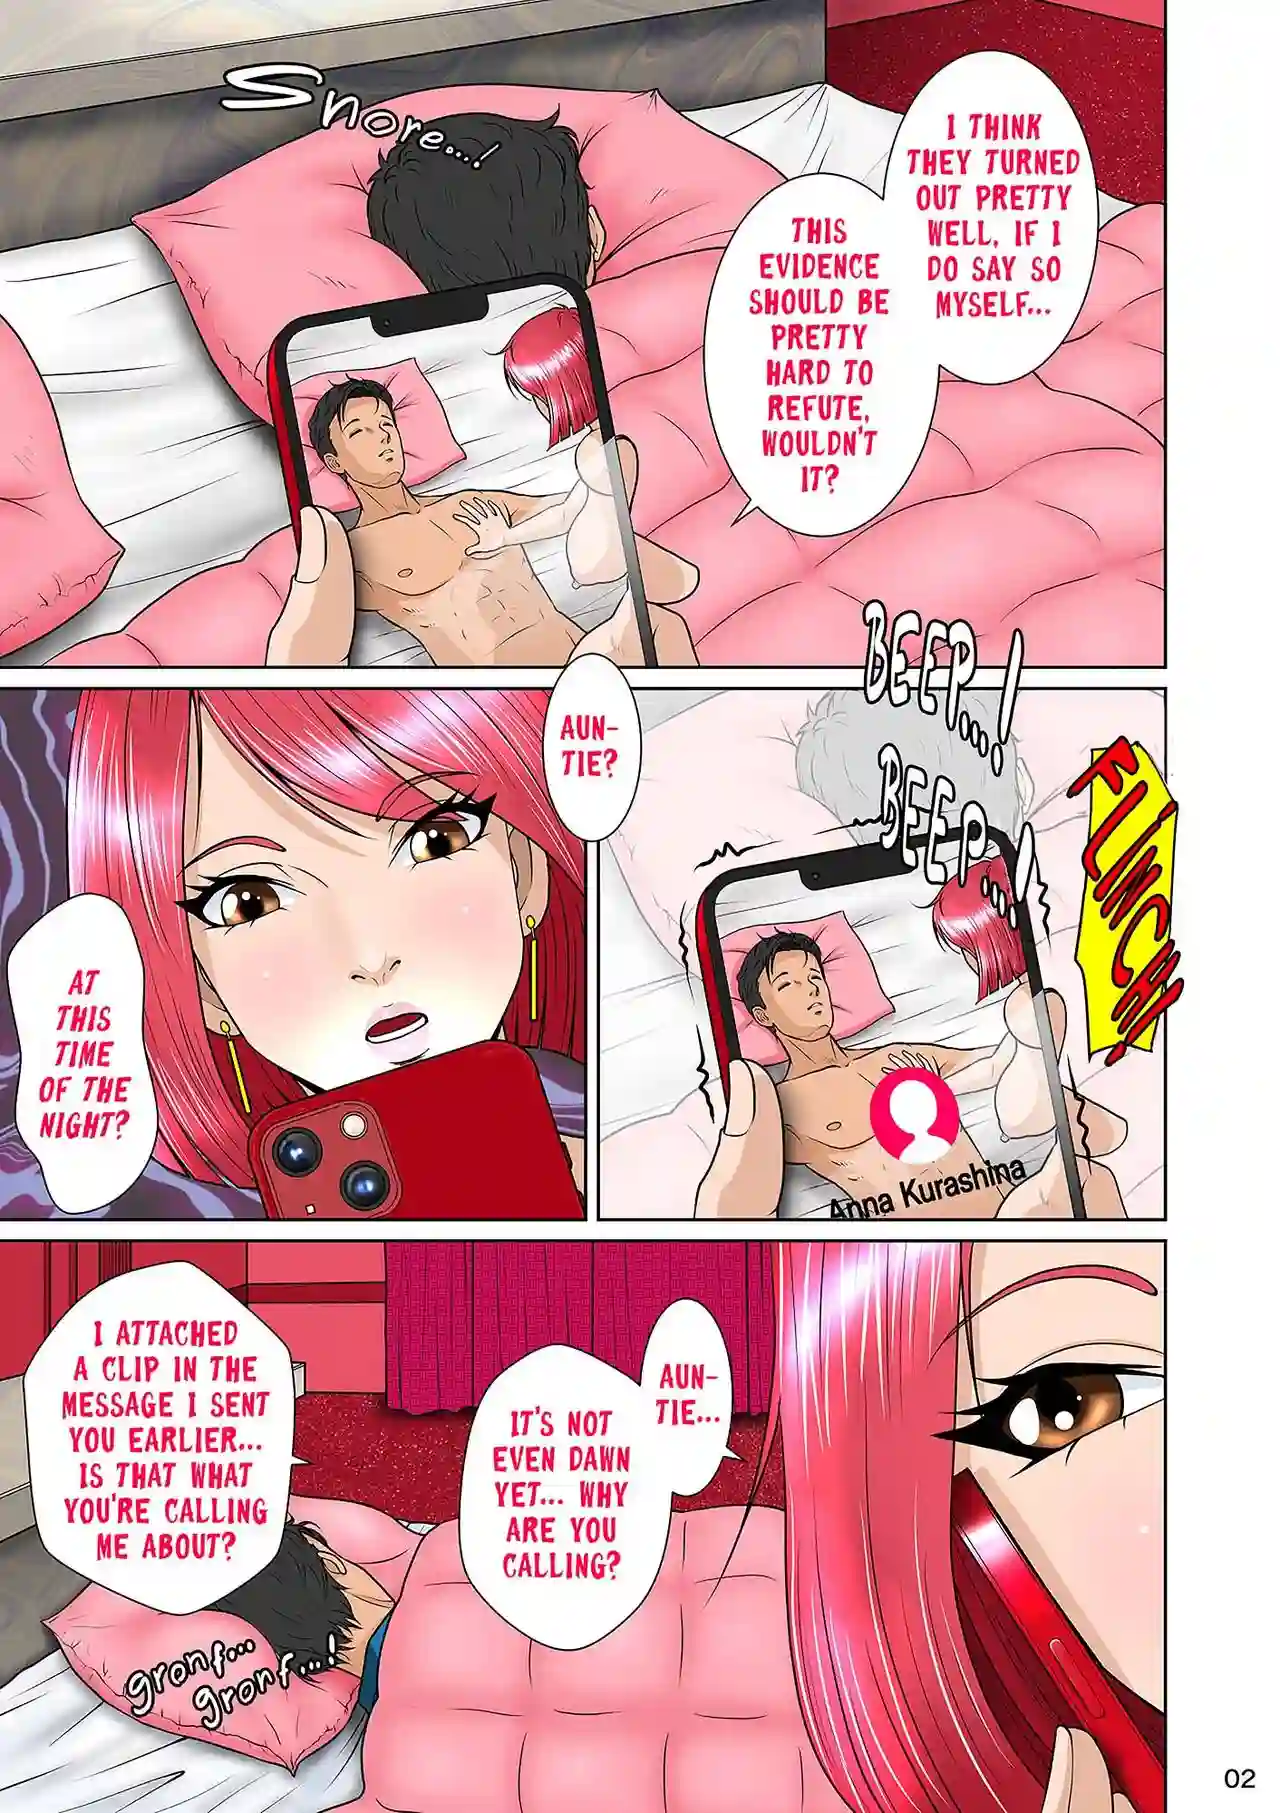 Snore...!
I THINK
THEY TURNED
OUT PRETTY
WELL, IF I
DO SAY SO
MYSELF...
THIS
EVIDENCE
SHOULD BE
PRETTY
HARD TO
REFUTE,
WOULDN'T
IT?
BEEP...!
BEEP...!
FLINCH!
Anna Kurashina
AUN-
TIE?
AT
THIS
TIME
OF THE
NIGHT?
AUN-
TIE...
IT'S NOT
EVEN DAWN
YET... WHY
ARE YOU
CALLING?
I ATTACHED
A CLIP IN THE
MESSAGE I SENT
YOU EARLIER...
IS THAT WHAT
YOU'RE CALLING
ME ABOUT?
gronf...
gronf...!
02